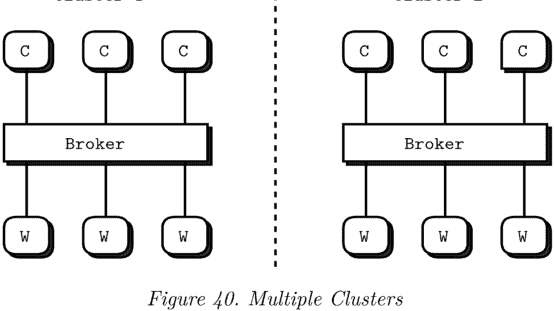 C C C C C C
Broker Broker
W W W W W W
Figure 40. Multiple Clusters